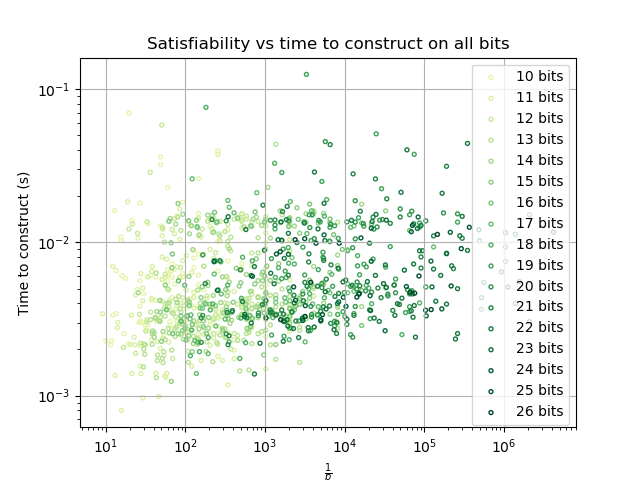 Satisfiability vs time to construct on all bits
Time to construct (s)
10⁻¹
10⁻²
10⁻³
10¹ 10² 10³ 10⁴ 10⁵ 10⁶
1/b
10 bits
11 bits
12 bits
13 bits
14 bits
15 bits
16 bits
17 bits
18 bits
19 bits
20 bits
21 bits
22 bits
23 bits
24 bits
25 bits
26 bits